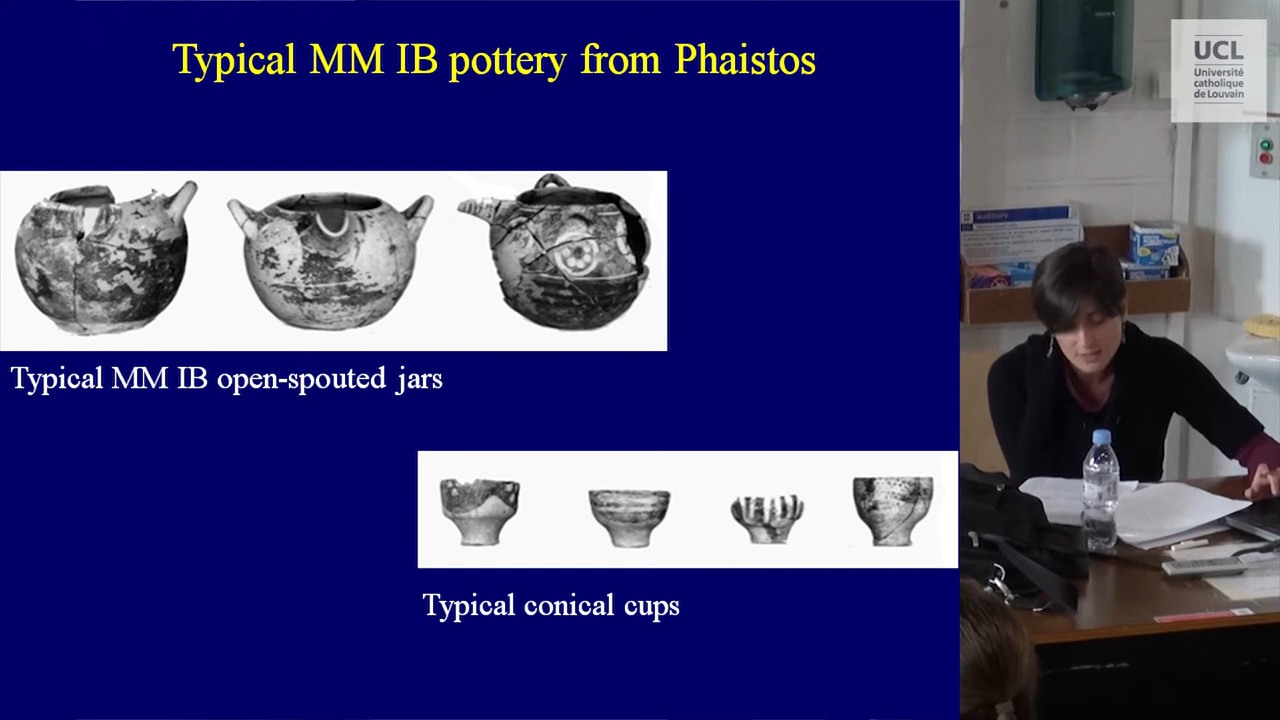 Typical MM IB pottery from Phaistos
Typical MM IB open-spouted jars
Typical conical cups
UCL
Université
catholique
de Louvain
auditoire